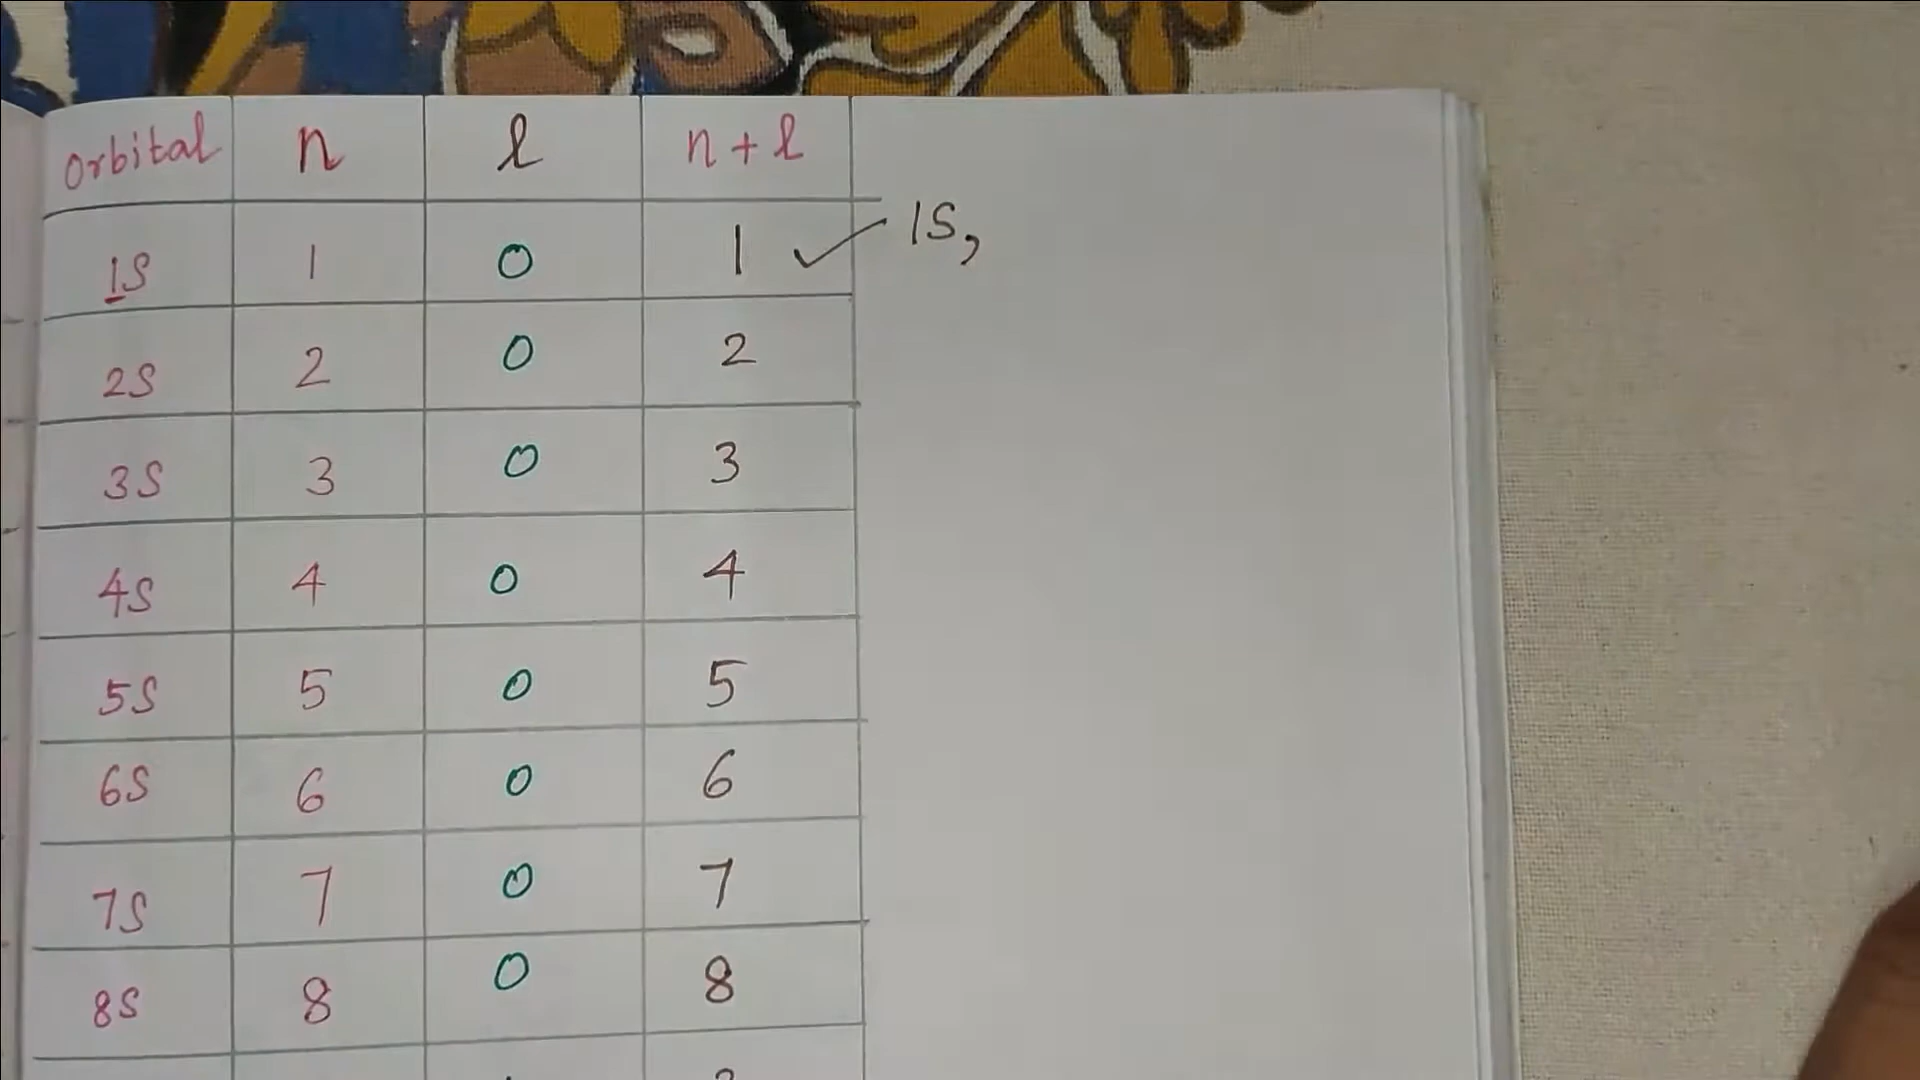 Orbital n l n + l
1S 1 0 1 ✓ 1S,
2S 2 0 2
3S 3 0 3
4S 4 0 4
5S 5 0 5
6S 6 0 6
7S 7 0 7
8S 8 0 8